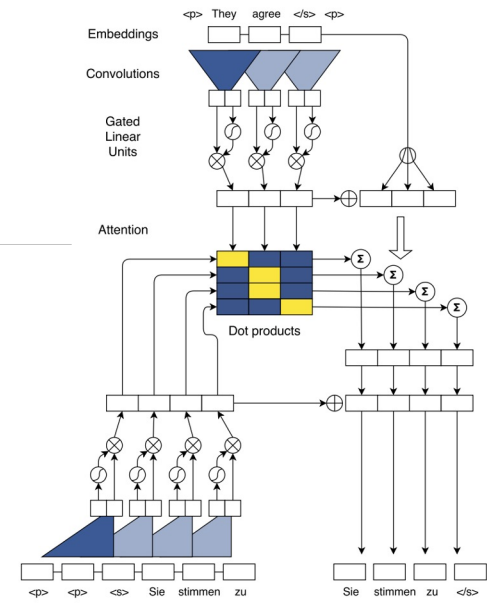 <p> They agree </s> <p>
Embeddings
Convolutions
Gated
Linear
Units
Attention
Σ
Σ
Σ
Σ
Dot products
<p> <p> <s> Sie stimmen zu
Sie stimmen zu </s>